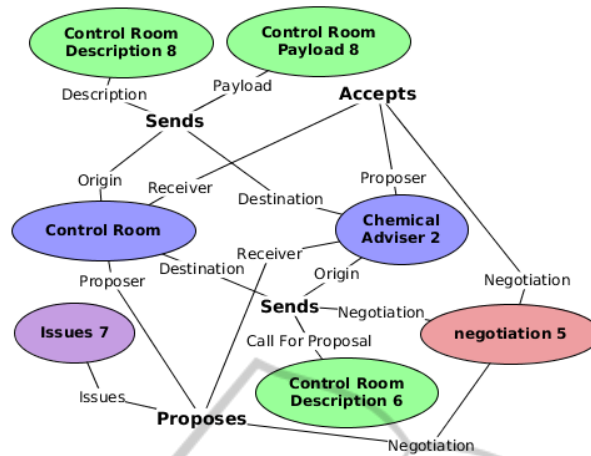 Control Room
Description 8
Control Room
Payload 8
Description
Payload
Accepts
Sends
Origin
Receiver
Proposer
Destination
Control Room
Chemical
Adviser 2
Receiver
Destination
Origin
Proposer
Negotiation
Sends
Negotiation
Issues 7
negotiation 5
Call For Proposal
Control Room
Description 6
Issues
Proposes
Negotiation